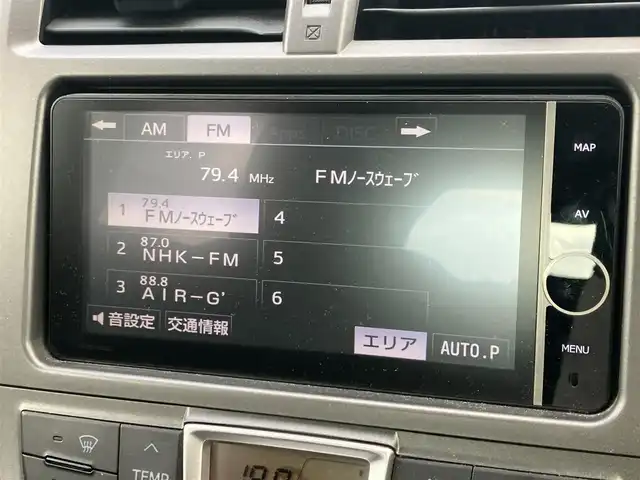 AM FM DISC
エリア. P
79.4 MHz FMノースウェーブ
1 79.4 FMノースウェーブ 4
2 87.0 NHK-FM 5
3 88.8 AIR-G' 6
音設定 交通情報 エリア AUTO.P
MAP
AV
MENU
TEMP